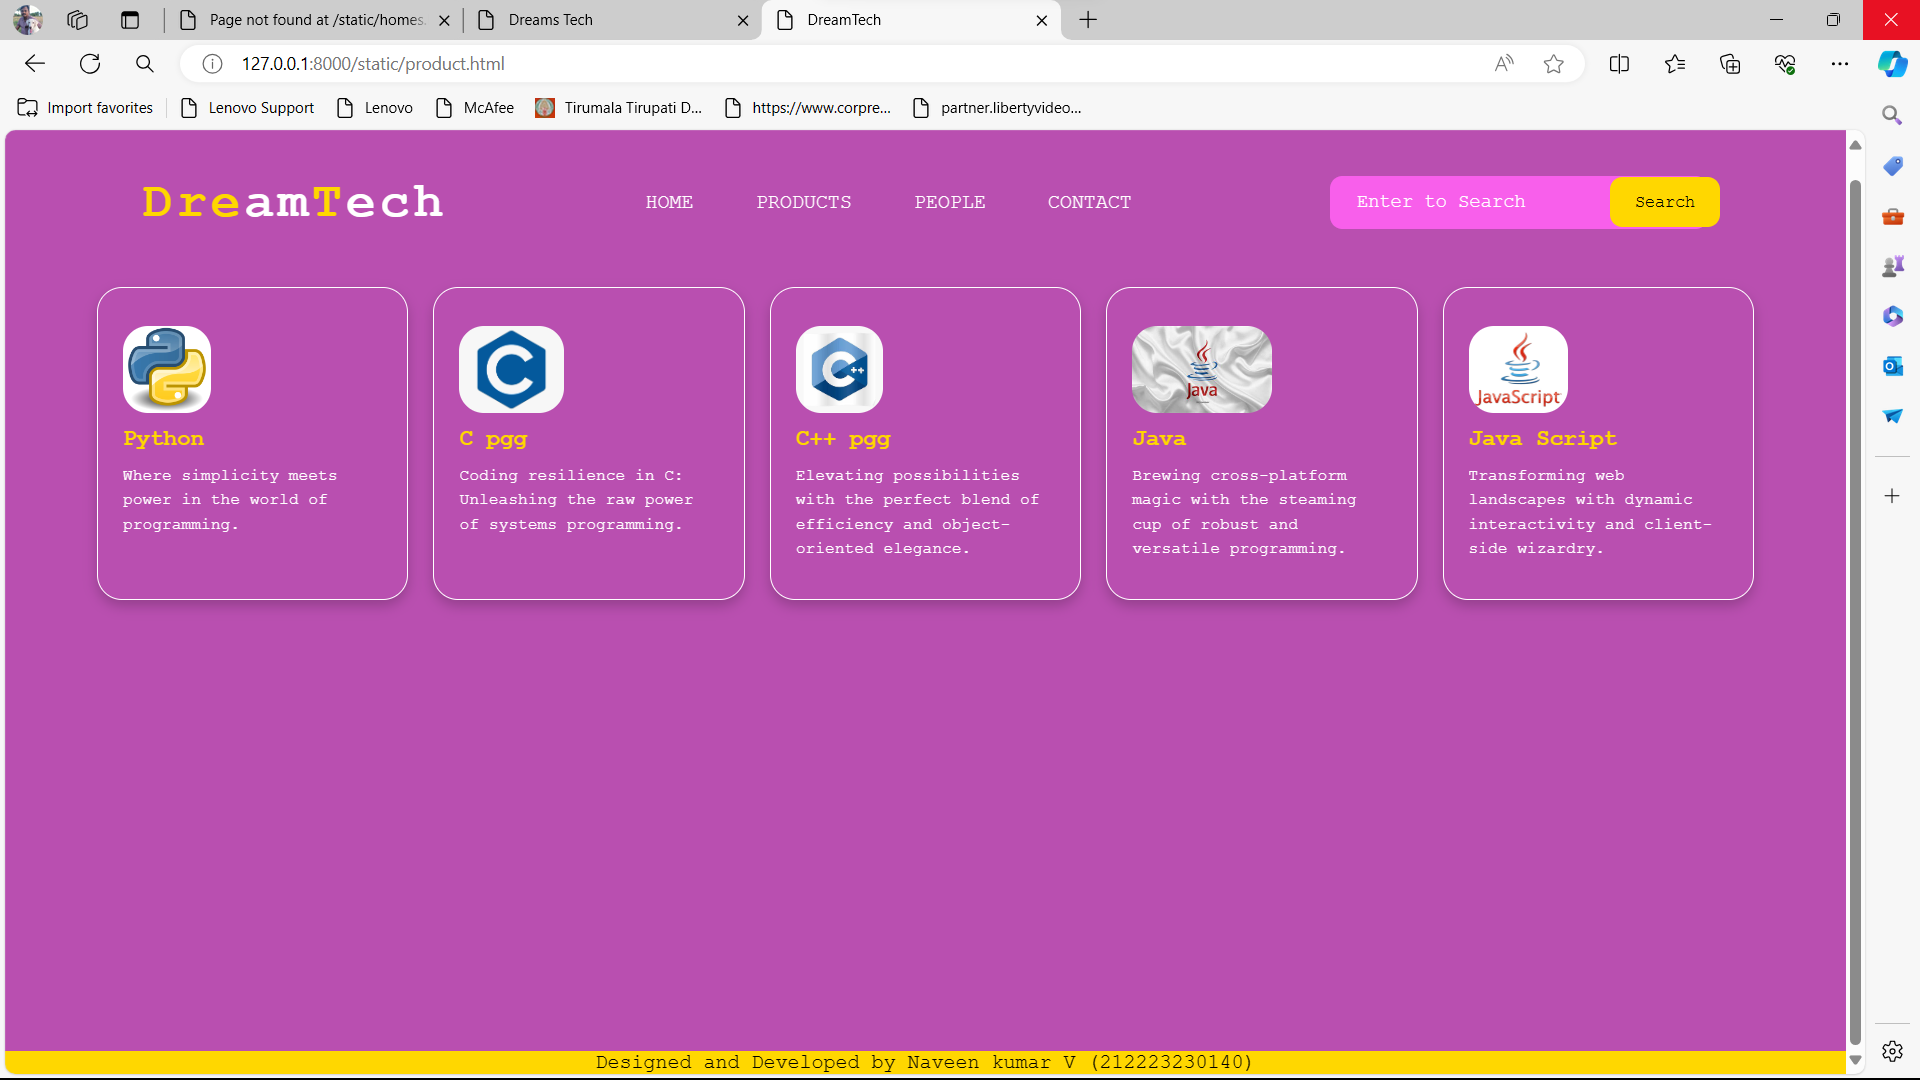 Page not found at /static/homes.
Dreams Tech
DreamTech
127.0.0.1:8000/static/product.html
Import favorites
Lenovo Support
Lenovo
McAfee
Tirumala Tirupati D...
https://www.corpre...
partner.libertyvideo...
DreamTech
HOME
PRODUCTS
PEOPLE
CONTACT
Enter to Search
Search
Python
Where simplicity meets
power in the world of
programming.
C pgg
Coding resilience in C:
Unleashing the raw power
of systems programming.
C++
C++ pgg
Elevating possibilities
with the perfect blend of
efficiency and object-
oriented elegance.
Java
Java
Brewing cross-platform
magic with the steaming
cup of robust and
versatile programming.
JavaScript
Java Script
Transforming web
landscapes with dynamic
interactivity and client-
side wizardry.
Designed and Developed by Naveen kumar V (212223230140)